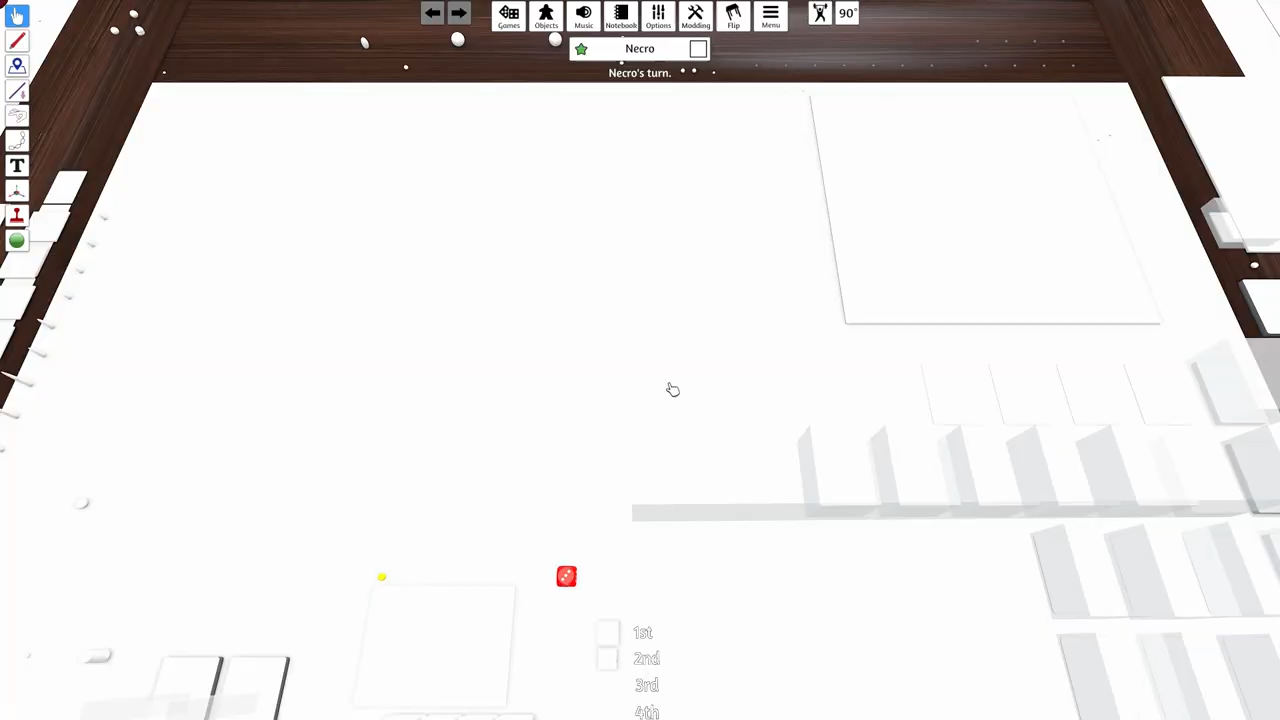 Games
Objects
Music
Notebook
Options
Modding
Flip
Menu
90°
Necro
Necro's turn.
T
1st
2nd
3rd
4th